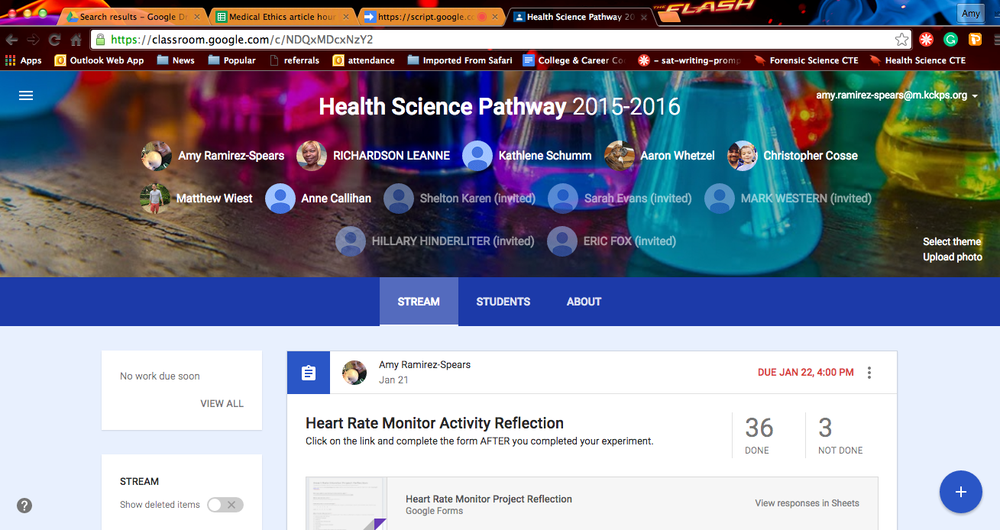 Search results – Google Dr
Medical Ethics article hour
https://script.google.co
Health Science Pathway 20
THE FLASH
Amy
https://classroom.google.com/c/NDQxMDcxNzY2
Apps
Outlook Web App
News
Popular
referrals
attendance
Imported From Safari
College & Career Co
– sat-writing-promp
Forensic Science CTE
Health Science CTE
Health Science Pathway 2015-2016
amy.ramirez-spears@m.kckps.org
Amy Ramirez-Spears
RICHARDSON LEANNE
Kathlene Schumm
Aaron Whetzel
Christopher Cosse
Matthew Wiest
Anne Callihan
Shelton Karen (invited)
Sarah Evans (invited)
MARK WESTERN (invited)
HILLARY HINDERLITER (invited)
ERIC FOX (invited)
Select theme
Upload photo
STREAM
STUDENTS
ABOUT
No work due soon
VIEW ALL
STREAM
Show deleted items
Amy Ramirez-Spears
Jan 21
DUE JAN 22, 4:00 PM
Heart Rate Monitor Activity Reflection
Click on the link and complete the form AFTER you completed your experiment.
36
DONE
3
NOT DONE
Heart Rate Monitor Project Reflection
Google Forms
View responses in Sheets